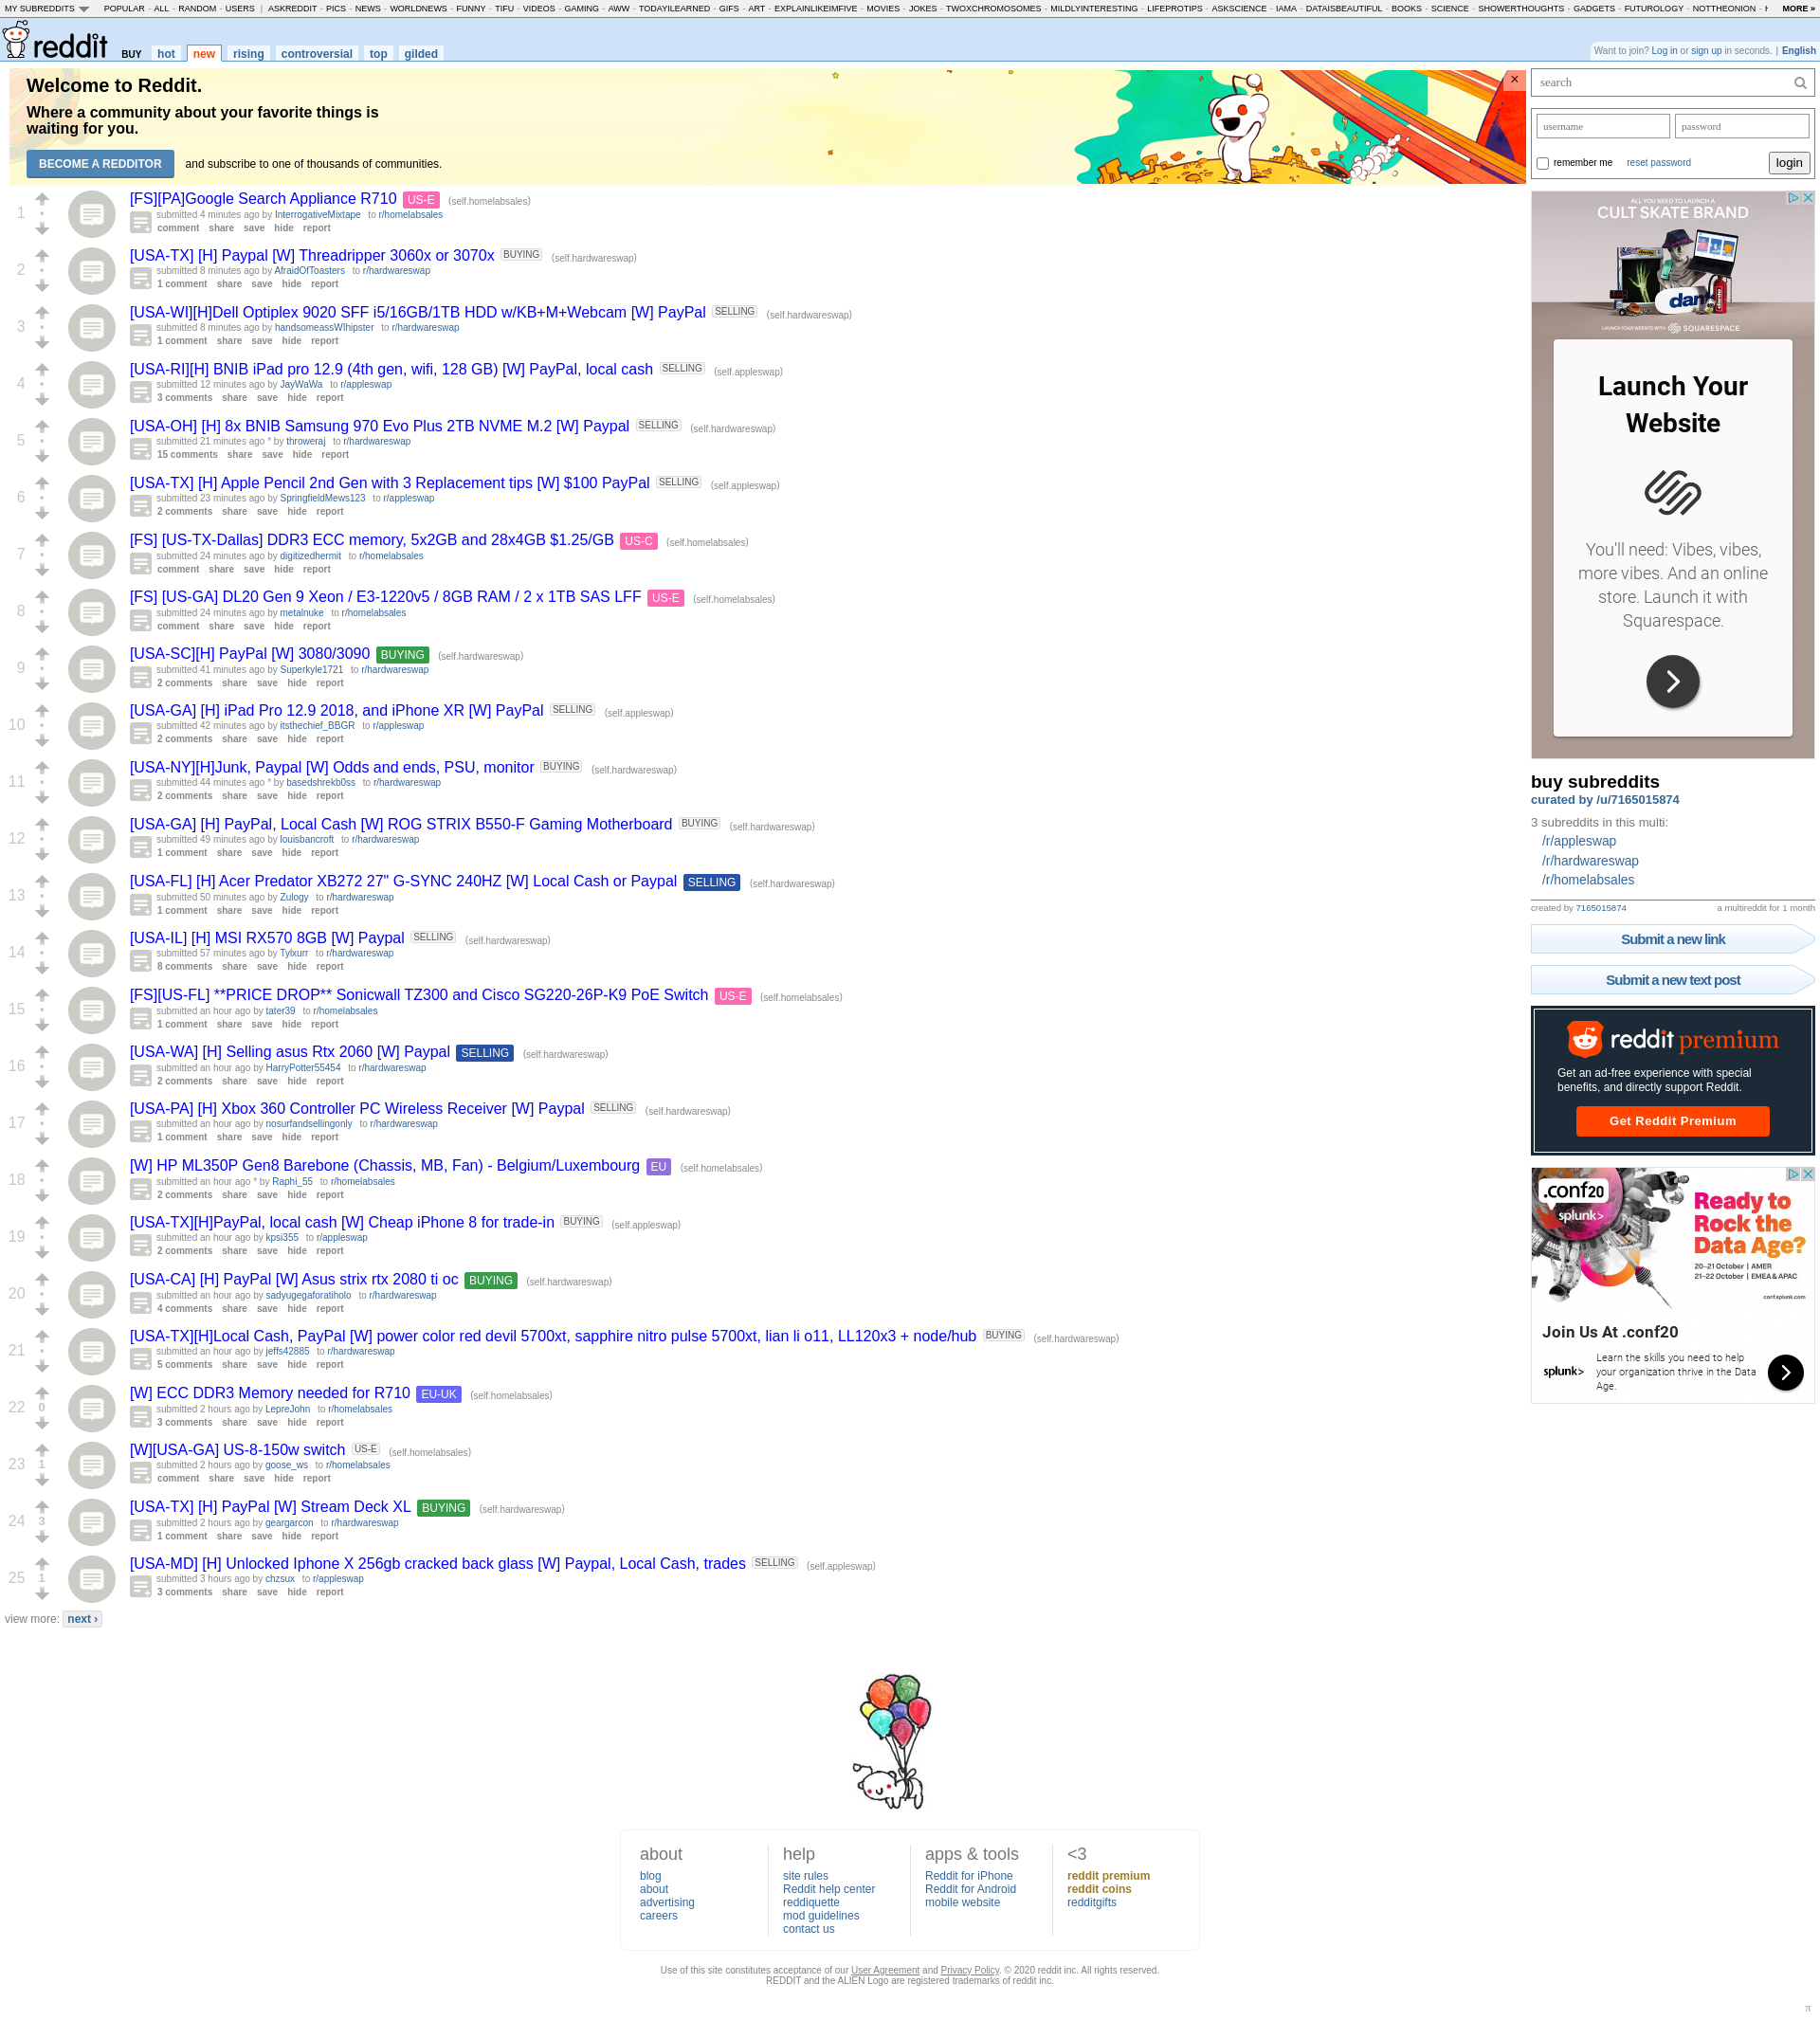 MY SUBREDDITS POPULAR - ALL - RANDOM - USERS | ASKREDDIT - PICS - NEWS - WORLDNEWS - FUNNY - TIFU - VIDEOS - GAMING - AWW - TODAYILEARNED - GIFS - ART - EXPLAINLIKEIMFIVE - MOVIES - JOKES - TWOXCHROMOSOMES - MILDLYINTERESTING - LIFEPROTIPS - ASKSCIENCE - IAMA - DATAISBEAUTIFUL - BOOKS - SCIENCE - SHOWERTHOUGHTS - GADGETS - FUTUROLOGY - NOTTHEONION - MORE »
reddit BUY hot new rising controversial top gilded
Want to join? Log in or sign up in seconds. | English
Welcome to Reddit.
Where a community about your favorite things is
waiting for you.
BECOME A REDDITOR and subscribe to one of thousands of communities.
1
[FS][PA]Google Search Appliance R710 US-E (self.homelabsales)
submitted 4 minutes ago by InterrogativeMixtape to r/homelabsales
comment share save hide report
2
[USA-TX] [H] Paypal [W] Threadripper 3060x or 3070x BUYING (self.hardwareswap)
submitted 8 minutes ago by AfraidOfToasters to r/hardwareswap
1 comment share save hide report
3
[USA-WI][H]Dell Optiplex 9020 SFF i5/16GB/1TB HDD w/KB+M+Webcam [W] PayPal SELLING (self.hardwareswap)
submitted 8 minutes ago by handsomeassWIhipster to r/hardwareswap
1 comment share save hide report
4
[USA-RI][H] BNIB iPad pro 12.9 (4th gen, wifi, 128 GB) [W] PayPal, local cash SELLING (self.appleswap)
submitted 12 minutes ago by JayWaWa to r/appleswap
3 comments share save hide report
5
[USA-OH] [H] 8x BNIB Samsung 970 Evo Plus 2TB NVME M.2 [W] Paypal SELLING (self.hardwareswap)
submitted 21 minutes ago * by throweraj to r/hardwareswap
15 comments share save hide report
6
[USA-TX] [H] Apple Pencil 2nd Gen with 3 Replacement tips [W] $100 PayPal SELLING (self.appleswap)
submitted 23 minutes ago by SpringfieldMews123 to r/appleswap
2 comments share save hide report
7
[FS] [US-TX-Dallas] DDR3 ECC memory, 5x2GB and 28x4GB $1.25/GB US-C (self.homelabsales)
submitted 24 minutes ago by digitizedhermit to r/homelabsales
comment share save hide report
8
[FS] [US-GA] DL20 Gen 9 Xeon / E3-1220v5 / 8GB RAM / 2 x 1TB SAS LFF US-E (self.homelabsales)
submitted 24 minutes ago by metalnuke to r/homelabsales
comment share save hide report
9
[USA-SC][H] PayPal [W] 3080/3090 BUYING (self.hardwareswap)
submitted 41 minutes ago by Superkyle1721 to r/hardwareswap
2 comments share save hide report
10
[USA-GA] [H] iPad Pro 12.9 2018, and iPhone XR [W] PayPal SELLING (self.appleswap)
submitted 42 minutes ago by itsthechief_BBGR to r/appleswap
2 comments share save hide report
11
[USA-NY][H]Junk, Paypal [W] Odds and ends, PSU, monitor BUYING (self.hardwareswap)
submitted 44 minutes ago * by basedshrekb0ss to r/hardwareswap
2 comments share save hide report
12
[USA-GA] [H] PayPal, Local Cash [W] ROG STRIX B550-F Gaming Motherboard BUYING (self.hardwareswap)
submitted 49 minutes ago by louisbancroft to r/hardwareswap
1 comment share save hide report
13
[USA-FL] [H] Acer Predator XB272 27" G-SYNC 240HZ [W] Local Cash or Paypal SELLING (self.hardwareswap)
submitted 50 minutes ago by Zulogy to r/hardwareswap
1 comment share save hide report
14
[USA-IL] [H] MSI RX570 8GB [W] Paypal SELLING (self.hardwareswap)
submitted 57 minutes ago by Tylxurr to r/hardwareswap
8 comments share save hide report
15
[FS][US-FL] **PRICE DROP** Sonicwall TZ300 and Cisco SG220-26P-K9 PoE Switch US-E (self.homelabsales)
submitted an hour ago by tater39 to r/homelabsales
1 comment share save hide report
16
[USA-WA] [H] Selling asus Rtx 2060 [W] Paypal SELLING (self.hardwareswap)
submitted an hour ago by HarryPotter55454 to r/hardwareswap
2 comments share save hide report
17
[USA-PA] [H] Xbox 360 Controller PC Wireless Receiver [W] Paypal SELLING (self.hardwareswap)
submitted an hour ago by nosurfandsellingonly to r/hardwareswap
1 comment share save hide report
18
[W] HP ML350P Gen8 Barebone (Chassis, MB, Fan) - Belgium/Luxembourg EU (self.homelabsales)
submitted an hour ago * by Raphi_55 to r/homelabsales
2 comments share save hide report
19
[USA-TX][H]PayPal, local cash [W] Cheap iPhone 8 for trade-in BUYING (self.appleswap)
submitted an hour ago by kpsi355 to r/appleswap
2 comments share save hide report
20
[USA-CA] [H] PayPal [W] Asus strix rtx 2080 ti oc BUYING (self.hardwareswap)
submitted an hour ago by sadyugegaforatiholo to r/hardwareswap
4 comments share save hide report
21
[USA-TX][H]Local Cash, PayPal [W] power color red devil 5700xt, sapphire nitro pulse 5700xt, lian li o11, LL120x3 + node/hub BUYING (self.hardwareswap)
submitted an hour ago by jeffs42885 to r/hardwareswap
5 comments share save hide report
22 0
[W] ECC DDR3 Memory needed for R710 EU-UK (self.homelabsales)
submitted 2 hours ago by LepreJohn to r/homelabsales
3 comments share save hide report
23 1
[W][USA-GA] US-8-150w switch US-E (self.homelabsales)
submitted 2 hours ago by goose_ws to r/homelabsales
comment share save hide report
24 3
[USA-TX] [H] PayPal [W] Stream Deck XL BUYING (self.hardwareswap)
submitted 2 hours ago by geargarcon to r/hardwareswap
1 comment share save hide report
25 1
[USA-MD] [H] Unlocked Iphone X 256gb cracked back glass [W] Paypal, Local Cash, trades SELLING (self.appleswap)
submitted 3 hours ago by chzsux to r/appleswap
3 comments share save hide report
view more: next ›
search
username password
remember me reset password login
ALL YOU NEED TO LAUNCH A
CULT SKATE BRAND
dan
LAUNCH YOUR WEBSITE WITH SQUARESPACE
Launch Your
Website
You'll need: Vibes, vibes,
more vibes. And an online
store. Launch it with
Squarespace.
buy subreddits
curated by /u/7165015874
3 subreddits in this multi:
/r/appleswap
/r/hardwareswap
/r/homelabsales
created by 7165015874 a multireddit for 1 month
Submit a new link
Submit a new text post
reddit premium
Get an ad-free experience with special
benefits, and directly support Reddit.
Get Reddit Premium
.conf20
splunk>
Ready to
Rock the
Data Age?
20–21 October | AMER
21–22 October | EMEA & APAC
conf.splunk.com
Join Us At .conf20
splunk>
Learn the skills you need to help
your organization thrive in the Data
Age.
about
blog
about
advertising
careers
help
site rules
Reddit help center
reddiquette
mod guidelines
contact us
apps & tools
Reddit for iPhone
Reddit for Android
mobile website
<3
reddit premium
reddit coins
redditgifts
Use of this site constitutes acceptance of our User Agreement and Privacy Policy. © 2020 reddit inc. All rights reserved.
REDDIT and the ALIEN Logo are registered trademarks of reddit inc.
π